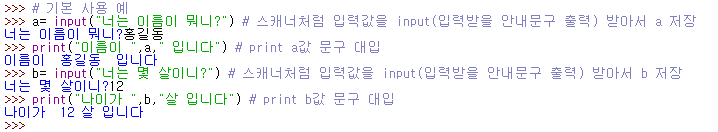 >>> # 기본 사용 예
>>> a= input("너는 이름이 뭐니?") # 스캐너처럼 입력값을 input(입력받을 안내문구 출력) 받아서 a 저장
너는 이름이 뭐니?홍길동
>>> print("이름이 ",a," 입니다") # print a값 문구 대입
이름이  홍길동  입니다
>>> b= input("너는 몇 살이니?") # 스캐너처럼 입력값을 input(입력받을 안내문구 출력) 받아서 b 저장
너는 몇 살이니?12
>>> print("나이가 ",b,"살 입니다") # print b값 문구 대입
나이가  12 살 입니다
>>>